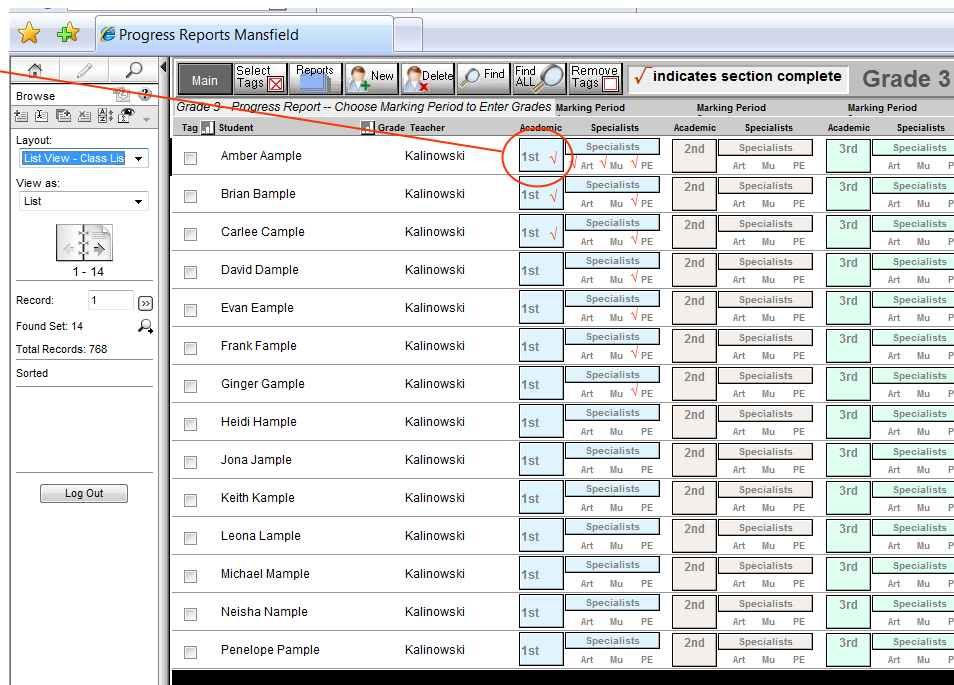 Progress Reports Mansfield
Main Select Tags Reports New Delete Find Find ALL Remove Tags √ indicates section complete Grade 3
Browse
Grade 3 Progress Report -- Choose Marking Period to Enter Grades Marking Period Marking Period Marking Period
Tag Student Grade Teacher Academic Specialists Academic Specialists Academic Specialists
Layout:
List View - Class Lis
View as:
List
1 - 14
Record: 1
Found Set: 14
Total Records: 768
Sorted
Log Out
Amber Aample Kalinowski 1st √ Specialists 2nd Specialists 3rd Specialists
√ Art √ Mu √ PE Art Mu PE Art Mu P
Brian Bample Kalinowski 1st √ Specialists 2nd Specialists 3rd Specialists
Art Mu √ PE Art Mu PE Art Mu P
Carlee Cample Kalinowski 1st √ Specialists 2nd Specialists 3rd Specialists
Art Mu √ PE Art Mu PE Art Mu P
David Dample Kalinowski 1st Specialists 2nd Specialists 3rd Specialists
Art Mu √ PE Art Mu PE Art Mu P
Evan Eample Kalinowski 1st Specialists 2nd Specialists 3rd Specialists
Art Mu √ PE Art Mu PE Art Mu P
Frank Fample Kalinowski 1st Specialists 2nd Specialists 3rd Specialists
Art Mu √ PE Art Mu PE Art Mu P
Ginger Gample Kalinowski 1st Specialists 2nd Specialists 3rd Specialists
Art Mu √ PE Art Mu PE Art Mu P
Heidi Hample Kalinowski 1st Specialists 2nd Specialists 3rd Specialists
Art Mu PE Art Mu PE Art Mu P
Jona Jample Kalinowski 1st Specialists 2nd Specialists 3rd Specialists
Art Mu PE Art Mu PE Art Mu P
Keith Kample Kalinowski 1st Specialists 2nd Specialists 3rd Specialists
Art Mu PE Art Mu PE Art Mu P
Leona Lample Kalinowski 1st Specialists 2nd Specialists 3rd Specialists
Art Mu PE Art Mu PE Art Mu P
Michael Mample Kalinowski 1st Specialists 2nd Specialists 3rd Specialists
Art Mu PE Art Mu PE Art Mu P
Neisha Nample Kalinowski 1st Specialists 2nd Specialists 3rd Specialists
Art Mu PE Art Mu PE Art Mu P
Penelope Pample Kalinowski 1st Specialists 2nd Specialists 3rd Specialists
Art Mu PE Art Mu PE Art Mu P